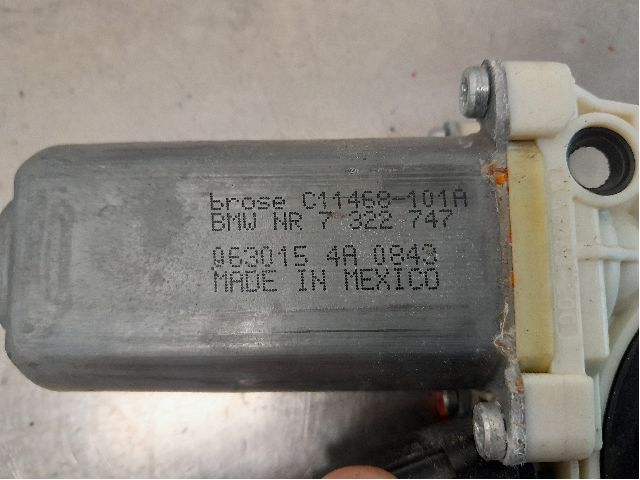 brose C11468-101A
BMW NR 7 322 747
063015 4A 0843
MADE IN MEXICO